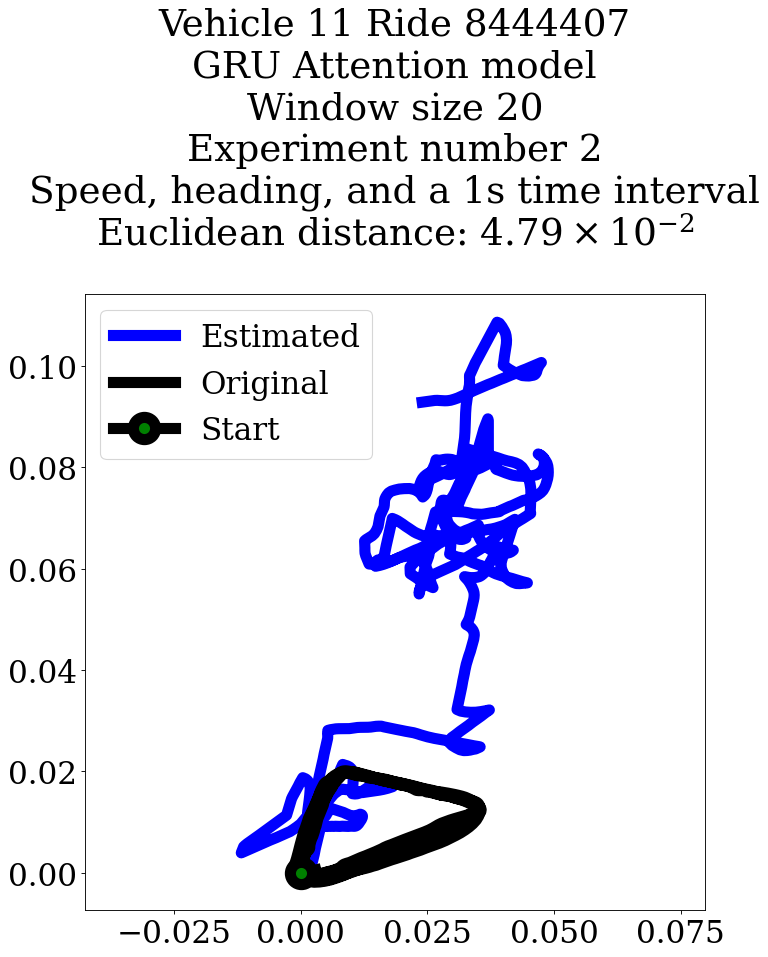 Vehicle 11 Ride 8444407
GRU Attention model
Window size 20
Experiment number 2
Speed, heading, and a 1s time interval
Euclidean distance: 4.79 × 10⁻²
Estimated
Original
Start
0.10
0.08
0.06
0.04
0.02
0.00
−0.025 0.000 0.025 0.050 0.075